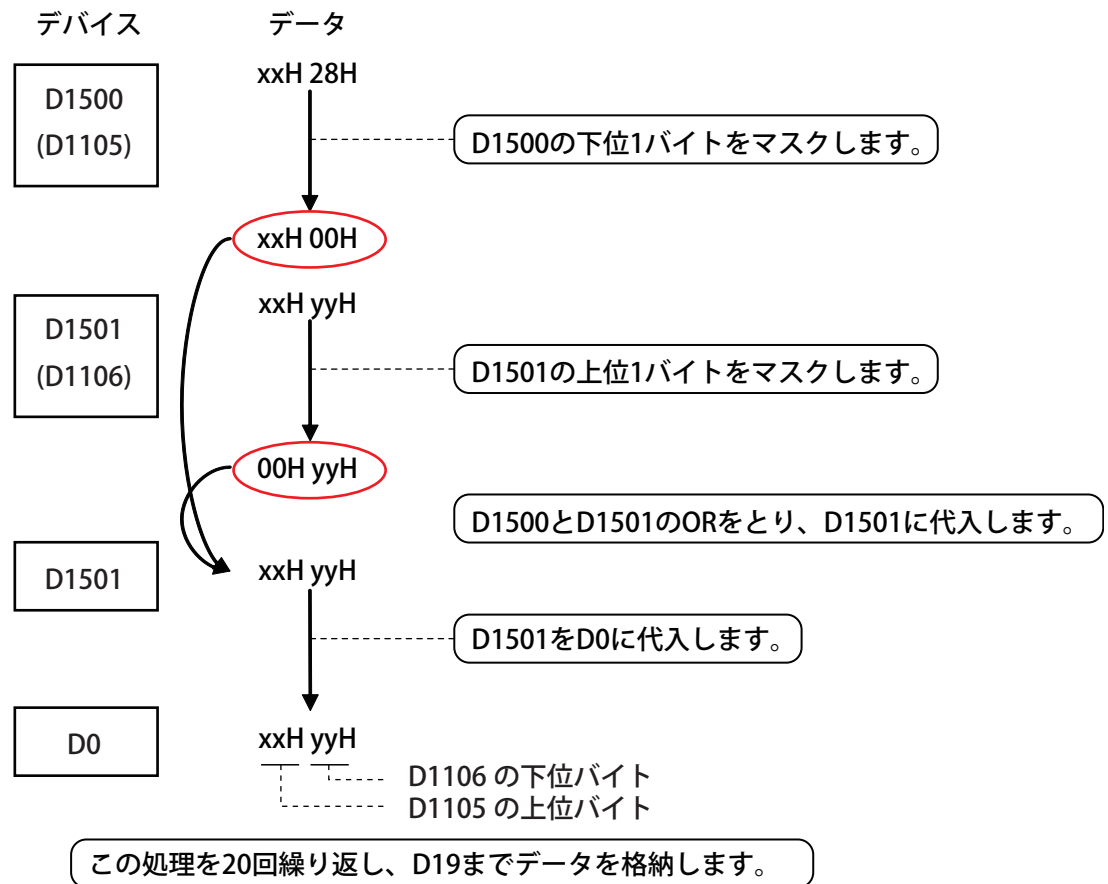 デバイス データ
D1500
(D1105)
xxH 28H
D1500の下位1バイトをマスクします。
xxH 00H
D1501
(D1106)
xxH yyH
D1501の上位1バイトをマスクします。
00H yyH
D1500とD1501のORをとり、D1501に代入します。
D1501
xxH yyH
D1501をD0に代入します。
D0
xxH yyH
D1106 の下位バイト
D1105 の上位バイト
この処理を20回繰り返し、D19までデータを格納します。